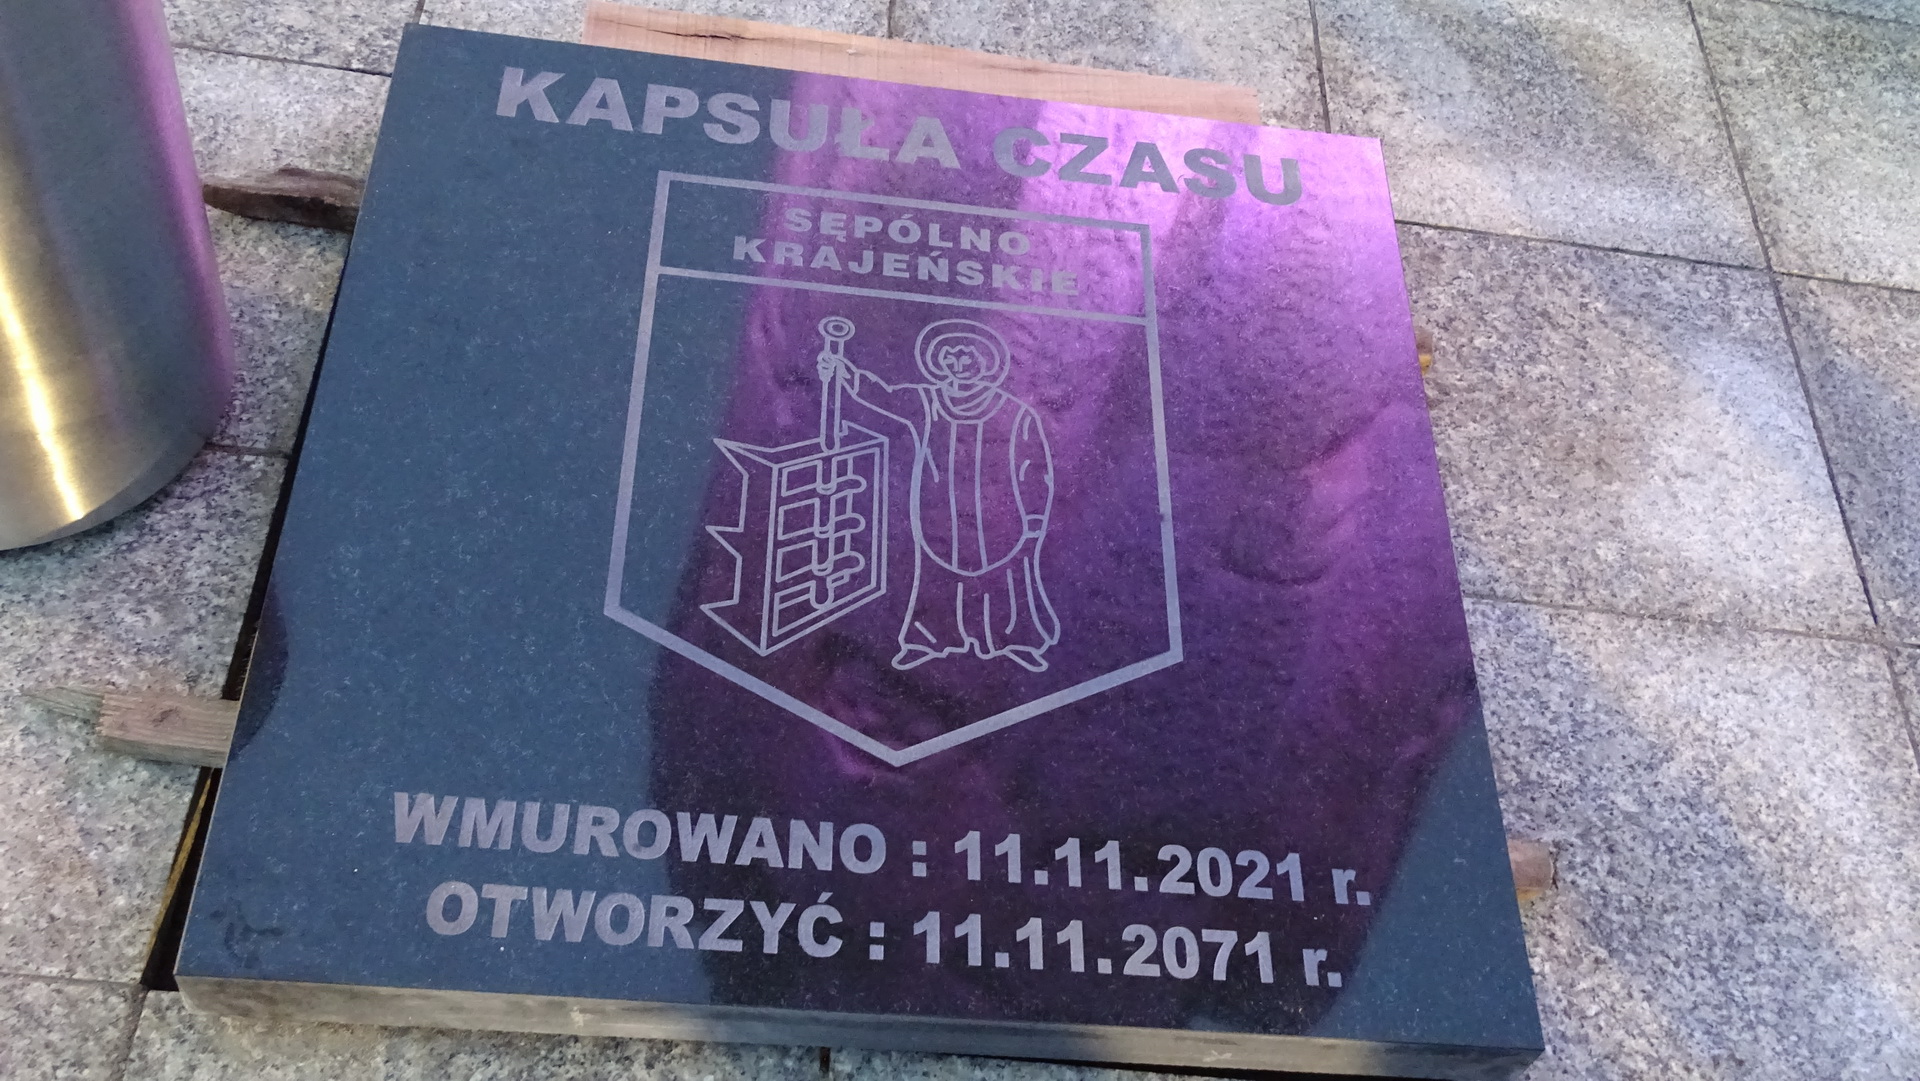 KAPSUŁA CZASU
SĘPÓLNO
KRAJEŃSKIE
WMUROWANO : 11.11.2021 r.
OTWORZYĆ : 11.11.2071 r.